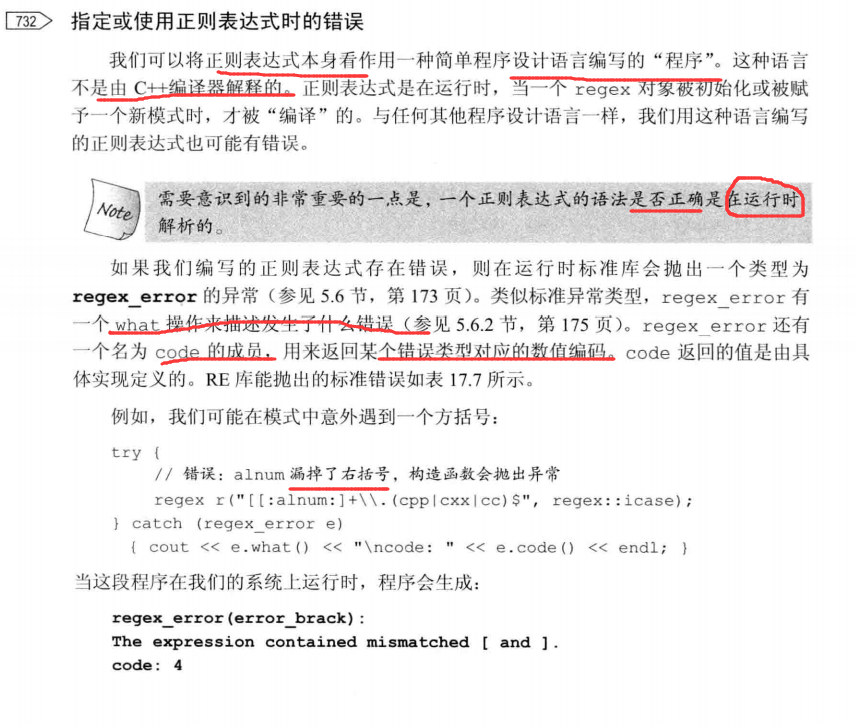 732 指定或使用正则表达式时的错误
我们可以将正则表达式本身看作用一种简单程序设计语言编写的“程序”。这种语言
不是由 C++编译器解释的。正则表达式是在运行时，当一个 regex 对象被初始化或被赋
予一个新模式时，才被“编译”的。与任何其他程序设计语言一样，我们用这种语言编写
的正则表达式也可能有错误。
Note
需要意识到的非常重要的一点是，一个正则表达式的语法是否正确是在运行时
解析的。
如果我们编写的正则表达式存在错误，则在运行时标准库会抛出一个类型为
regex_error 的异常（参见 5.6 节，第 173 页）。类似标准异常类型，regex_error 有
一个 what 操作来描述发生了什么错误（参见 5.6.2 节，第 175 页）。regex_error 还有
一个名为 code 的成员，用来返回某个错误类型对应的数值编码。code 返回的值是由具
体实现定义的。RE 库能抛出的标准错误如表 17.7 所示。
例如，我们可能在模式中意外遇到一个方括号：
try {
// 错误：alnum 漏掉了右括号，构造函数会抛出异常
regex r("[[:alnum:]+\\.(cpp|cxx|cc)$", regex::icase);
} catch (regex_error e)
{ cout << e.what() << "\ncode: " << e.code() << endl; }
当这段程序在我们的系统上运行时，程序会生成：
regex_error(error_brack):
The expression contained mismatched [ and ].
code: 4